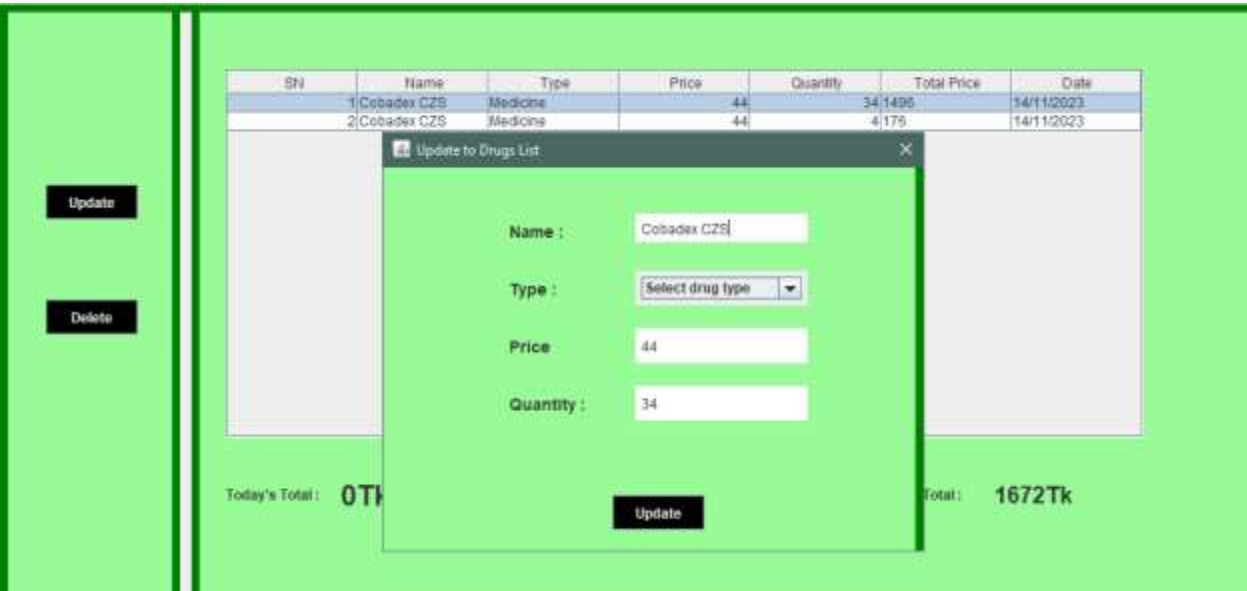 SN Name Type Price Quantity Total Price Date
1 Cobadex CZS Medicine 44 34 1496 14/11/2023
2 Cobadex CZS Medicine 44 4 176 14/11/2023
Update to Drugs List
Update
Delete
Name : Cobadex CZS
Type : Select drug type
Price 44
Quantity : 34
Update
Today's Total : 0Tk
Total : 1672Tk